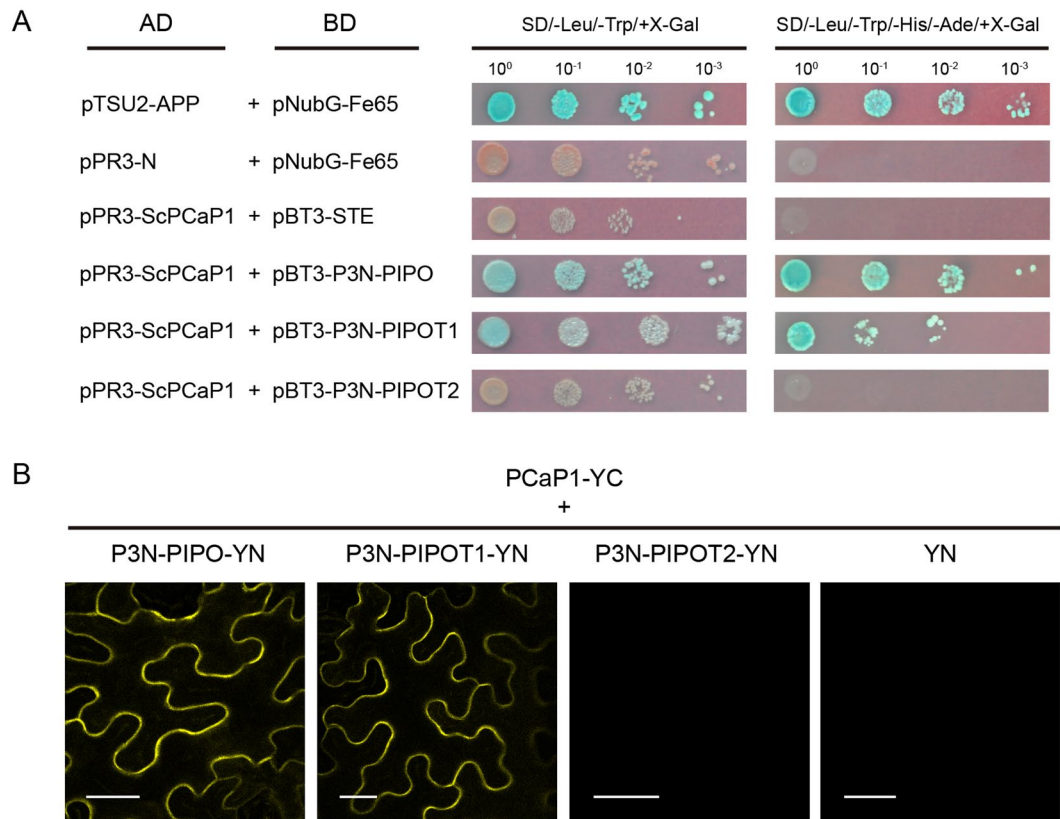 A
AD BD SD/-Leu/-Trp/+X-Gal SD/-Leu/-Trp/-His/-Ade/+X-Gal
10⁰ 10⁻¹ 10⁻² 10⁻³ 10⁰ 10⁻¹ 10⁻² 10⁻³
pTSU2-APP + pNubG-Fe65
pPR3-N + pNubG-Fe65
pPR3-ScPCaP1 + pBT3-STE
pPR3-ScPCaP1 + pBT3-P3N-PIPO
pPR3-ScPCaP1 + pBT3-P3N-PIPOT1
pPR3-ScPCaP1 + pBT3-P3N-PIPOT2
B
PCaP1-YC
+
P3N-PIPO-YN P3N-PIPOT1-YN P3N-PIPOT2-YN YN